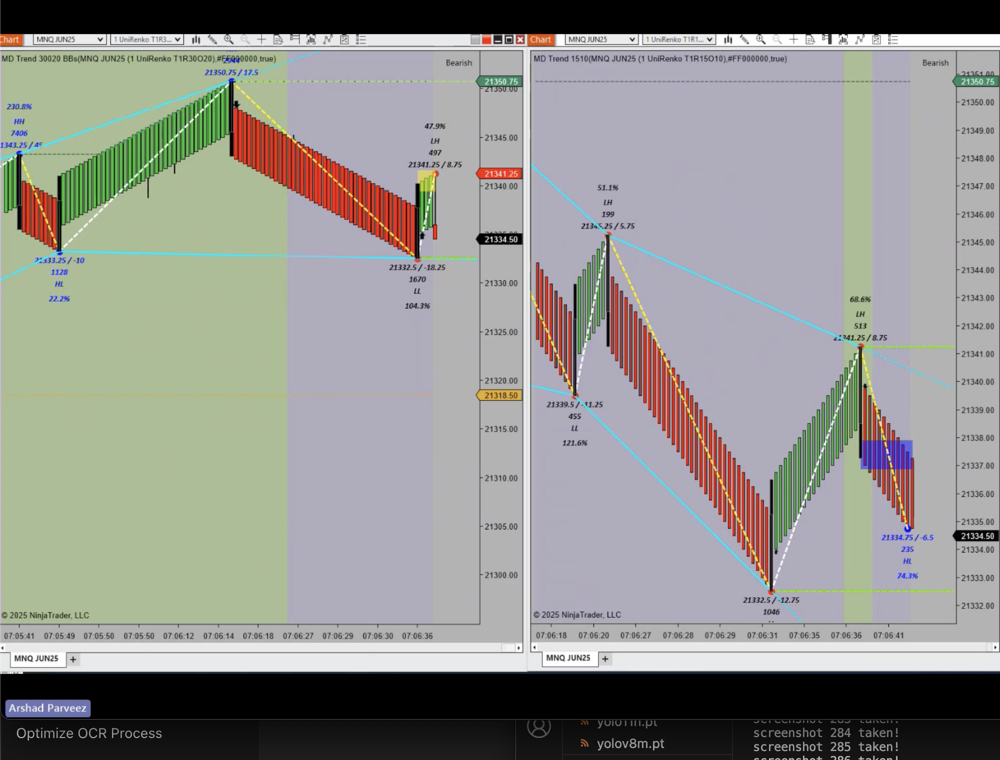 Chart
MNQ JUN25
1 UniRenko T1R3...
Chart
MNQ JUN25
1 UniRenko T1R1...
MD Trend 30020 BBs(MNQ JUN25 (1 UniRenko T1R30O20),#FF000000,true)
Bearish
21350.75 / 17.5
21350.75
21350.00
230.8%
HH
7406
21345.00
47.9%
LH
497
21341.25 / 8.75
21341.25
21340.00
21334.50
21333.25 / -10
1128
HL
22.2%
21332.5 / -18.25
1670
LL
104.3%
21330.00
21325.00
21320.00
21318.50
21315.00
21310.00
21305.00
21300.00
© 2025 NinjaTrader, LLC
07:05:41 07:05:49 07:05:50 07:05:50 07:06:12 07:06:14 07:06:18 07:06:27 07:06:29 07:06:30 07:06:36
MNQ JUN25
MD Trend 1510(MNQ JUN25 (1 UniRenko T1R15O10),#FF000000,true)
Bearish
21350.75
21350.00
21349.00
21348.00
21347.00
51.1%
LH
199
21345.25 / 5.75
21346.00
21345.00
21344.00
21343.00
68.6%
LH
513
21341.25 / 8.75
21342.00
21341.00
21340.00
21339.5 / -11.25
455
LL
121.6%
21339.00
21338.00
21337.00
21336.00
21335.00
21334.75 / -6.5
235
HL
74.3%
21334.50
21334.00
21333.00
21332.5 / -12.75
1046
21332.00
© 2025 NinjaTrader, LLC
07:06:18 07:06:20 07:06:27 07:06:28 07:06:29 07:06:31 07:06:35 07:06:36 07:06:41
MNQ JUN25
Arshad Parveez
Optimize OCR Process
yolo11n.pt
yolov8m.pt
screenshot 284 taken!
screenshot 285 taken!